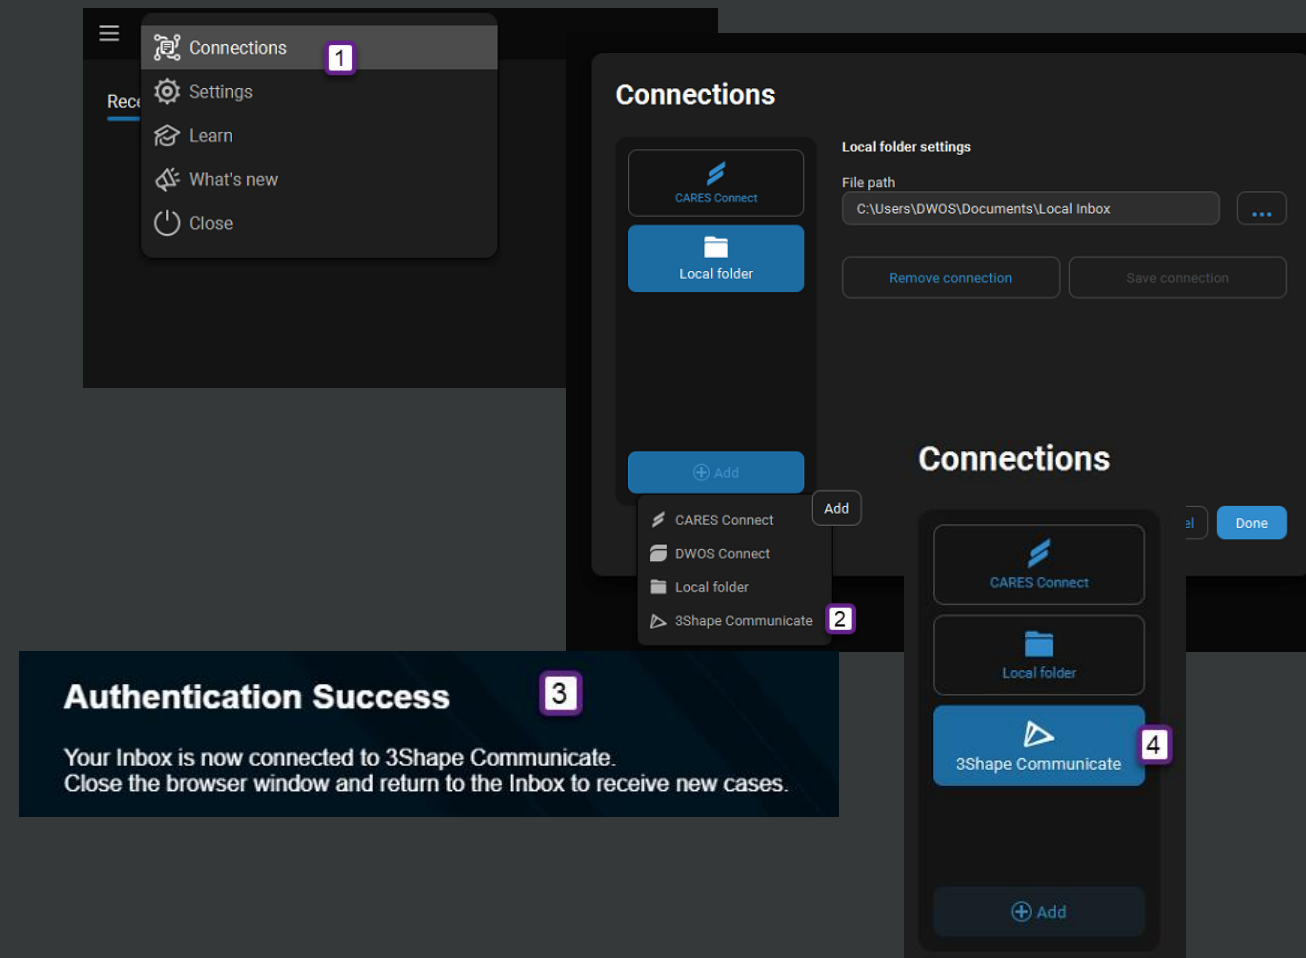 Connections
1
Settings
Rece
Learn
What's new
Close
Connections
CARES Connect
Local folder
Local folder settings
File path
C:\Users\DWOS\Documents\Local Inbox
...
Remove connection
Save connection
Add
Add
CARES Connect
DWOS Connect
Local folder
3Shape Communicate
2
el
Done
Authentication Success
3
Your Inbox is now connected to 3Shape Communicate.
Close the browser window and return to the Inbox to receive new cases.
Connections
CARES Connect
Local folder
3Shape Communicate
4
Add